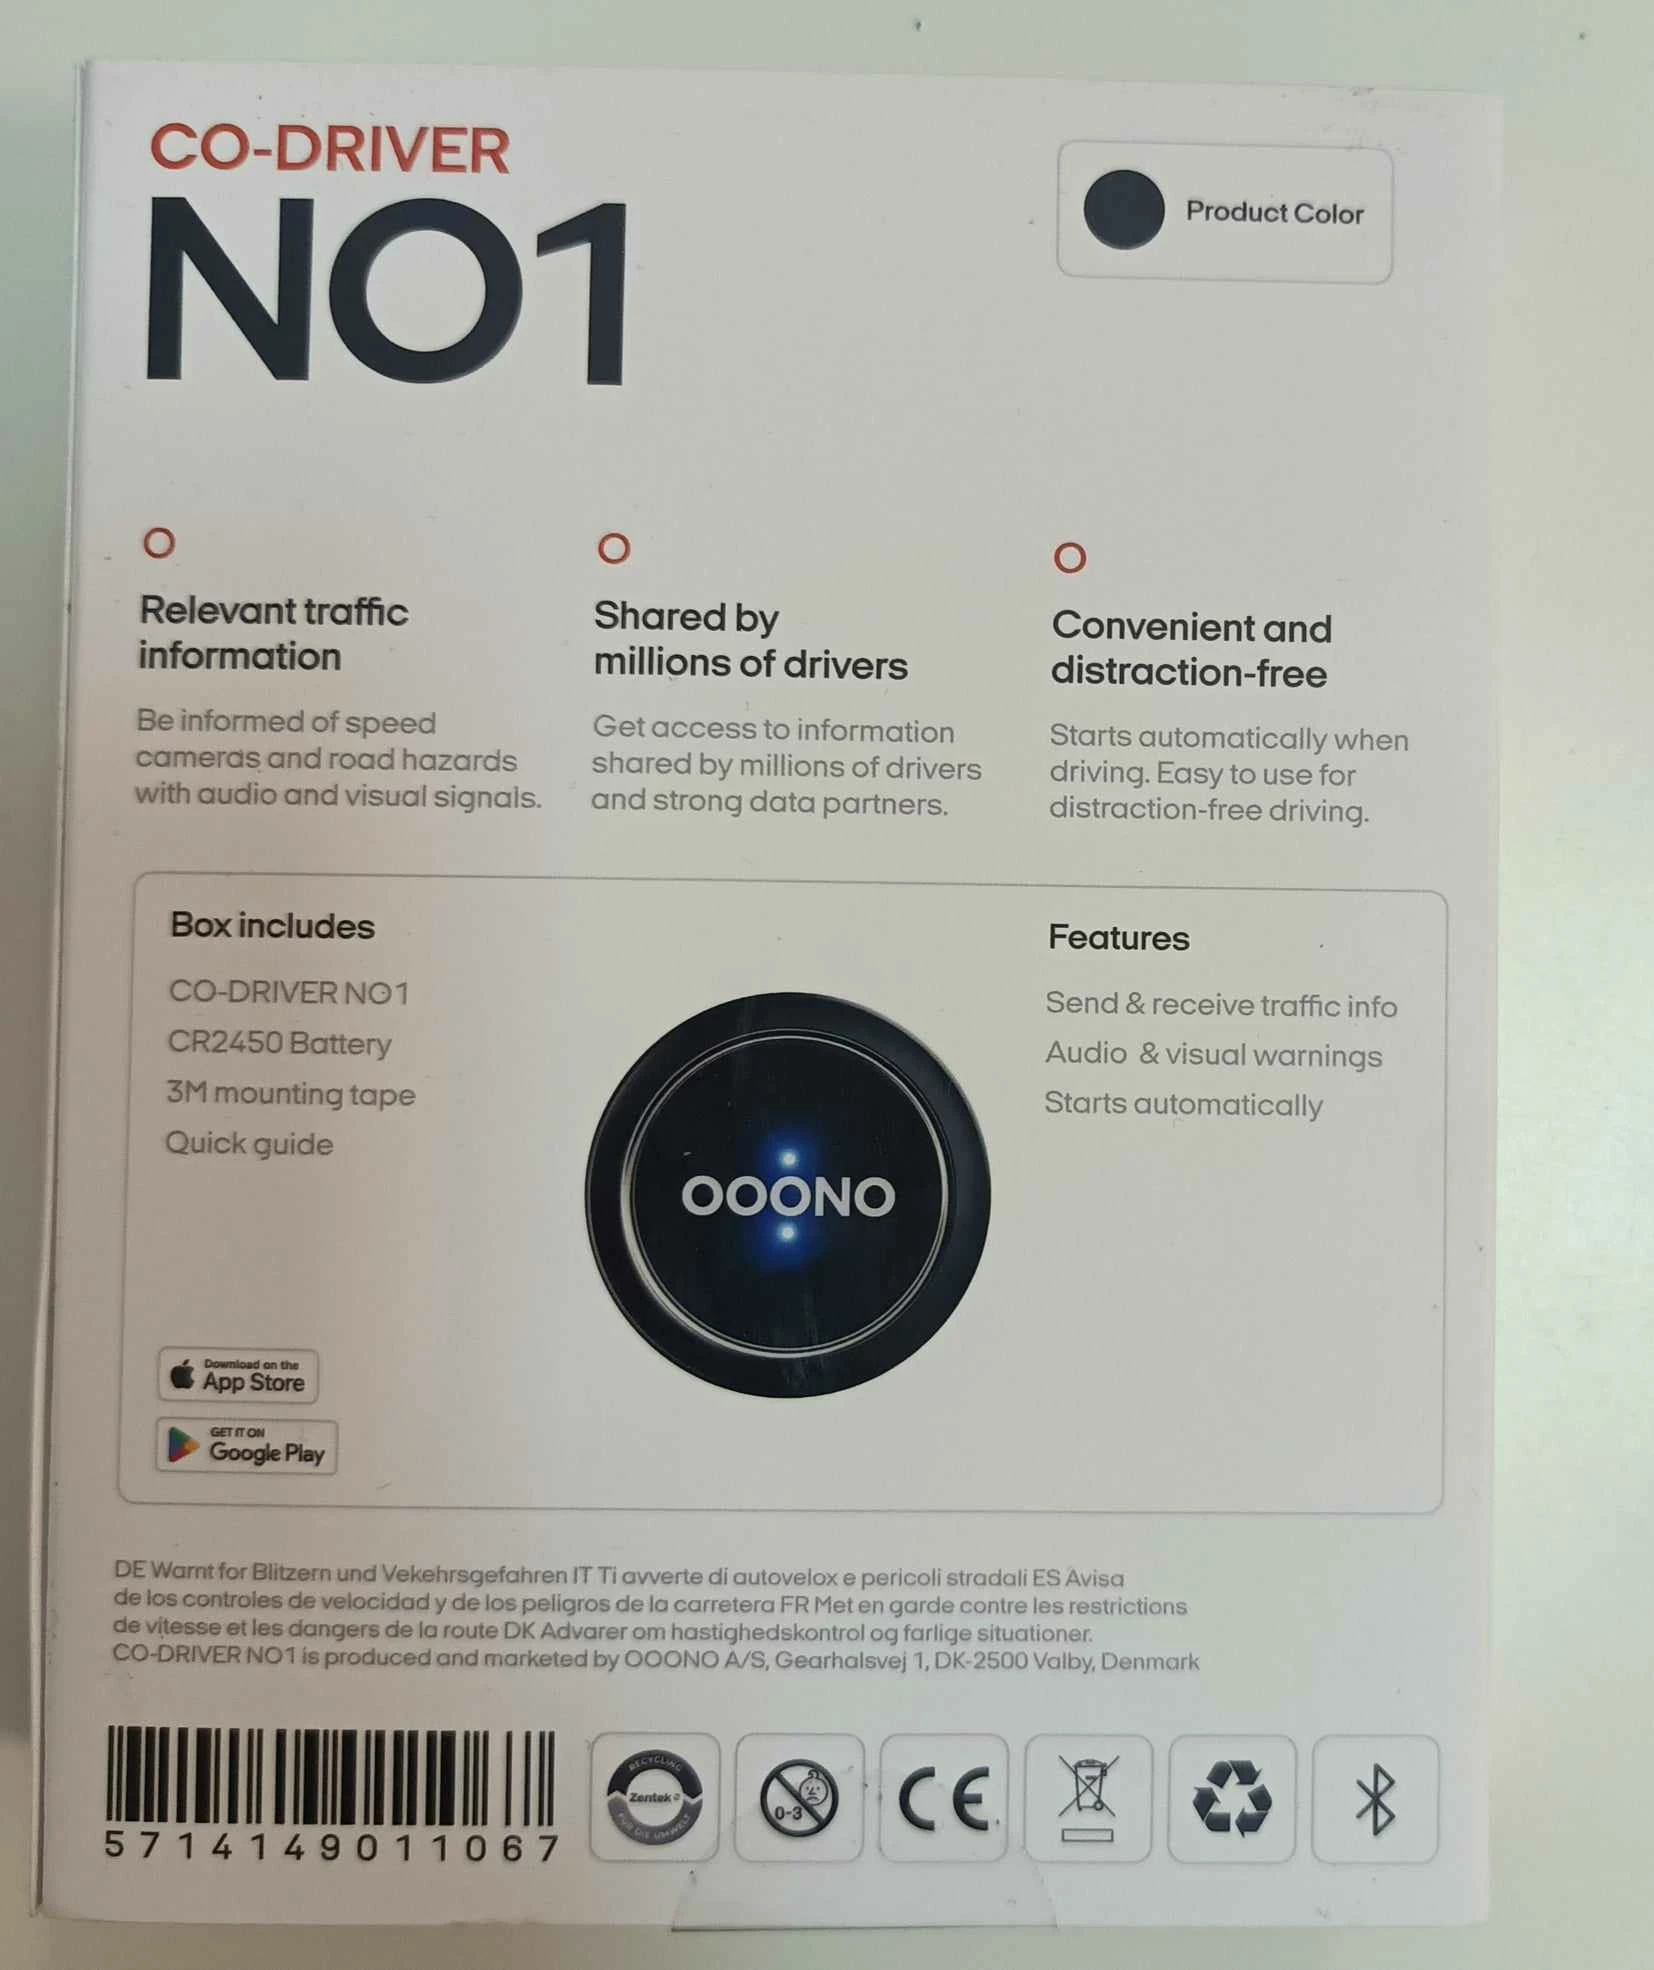 CO-DRIVER
NO1
Product Color
Relevant traffic
information
Be informed of speed
cameras and road hazards
with audio and visual signals.
Shared by
millions of drivers
Get access to information
shared by millions of drivers
and strong data partners.
Convenient and
distraction-free
Starts automatically when
driving. Easy to use for
distraction-free driving.
Box includes
CO-DRIVER NO1
CR2450 Battery
3M mounting tape
Quick guide
OOONO
Features
Send & receive traffic info
Audio & visual warnings
Starts automatically
Download on the
App Store
GET IT ON
Google Play
DE Warnt for Blitzern und Vekehrsgefahren IT Ti avverte di autovelox e pericoli stradali ES Avisa
de los controles de velocidad y de los peligros de la carretera FR Met en garde contre les restrictions
de vitesse et les dangers de la route DK Advarer om hastighedskontrol og farlige situationer.
CO-DRIVER NO1 is produced and marketed by OOONO A/S, Gearhalsvej 1, DK-2500 Valby, Denmark
5714149011067
RECYCLING
Zentek
FÜR DIE UMWELT
0-3
CE